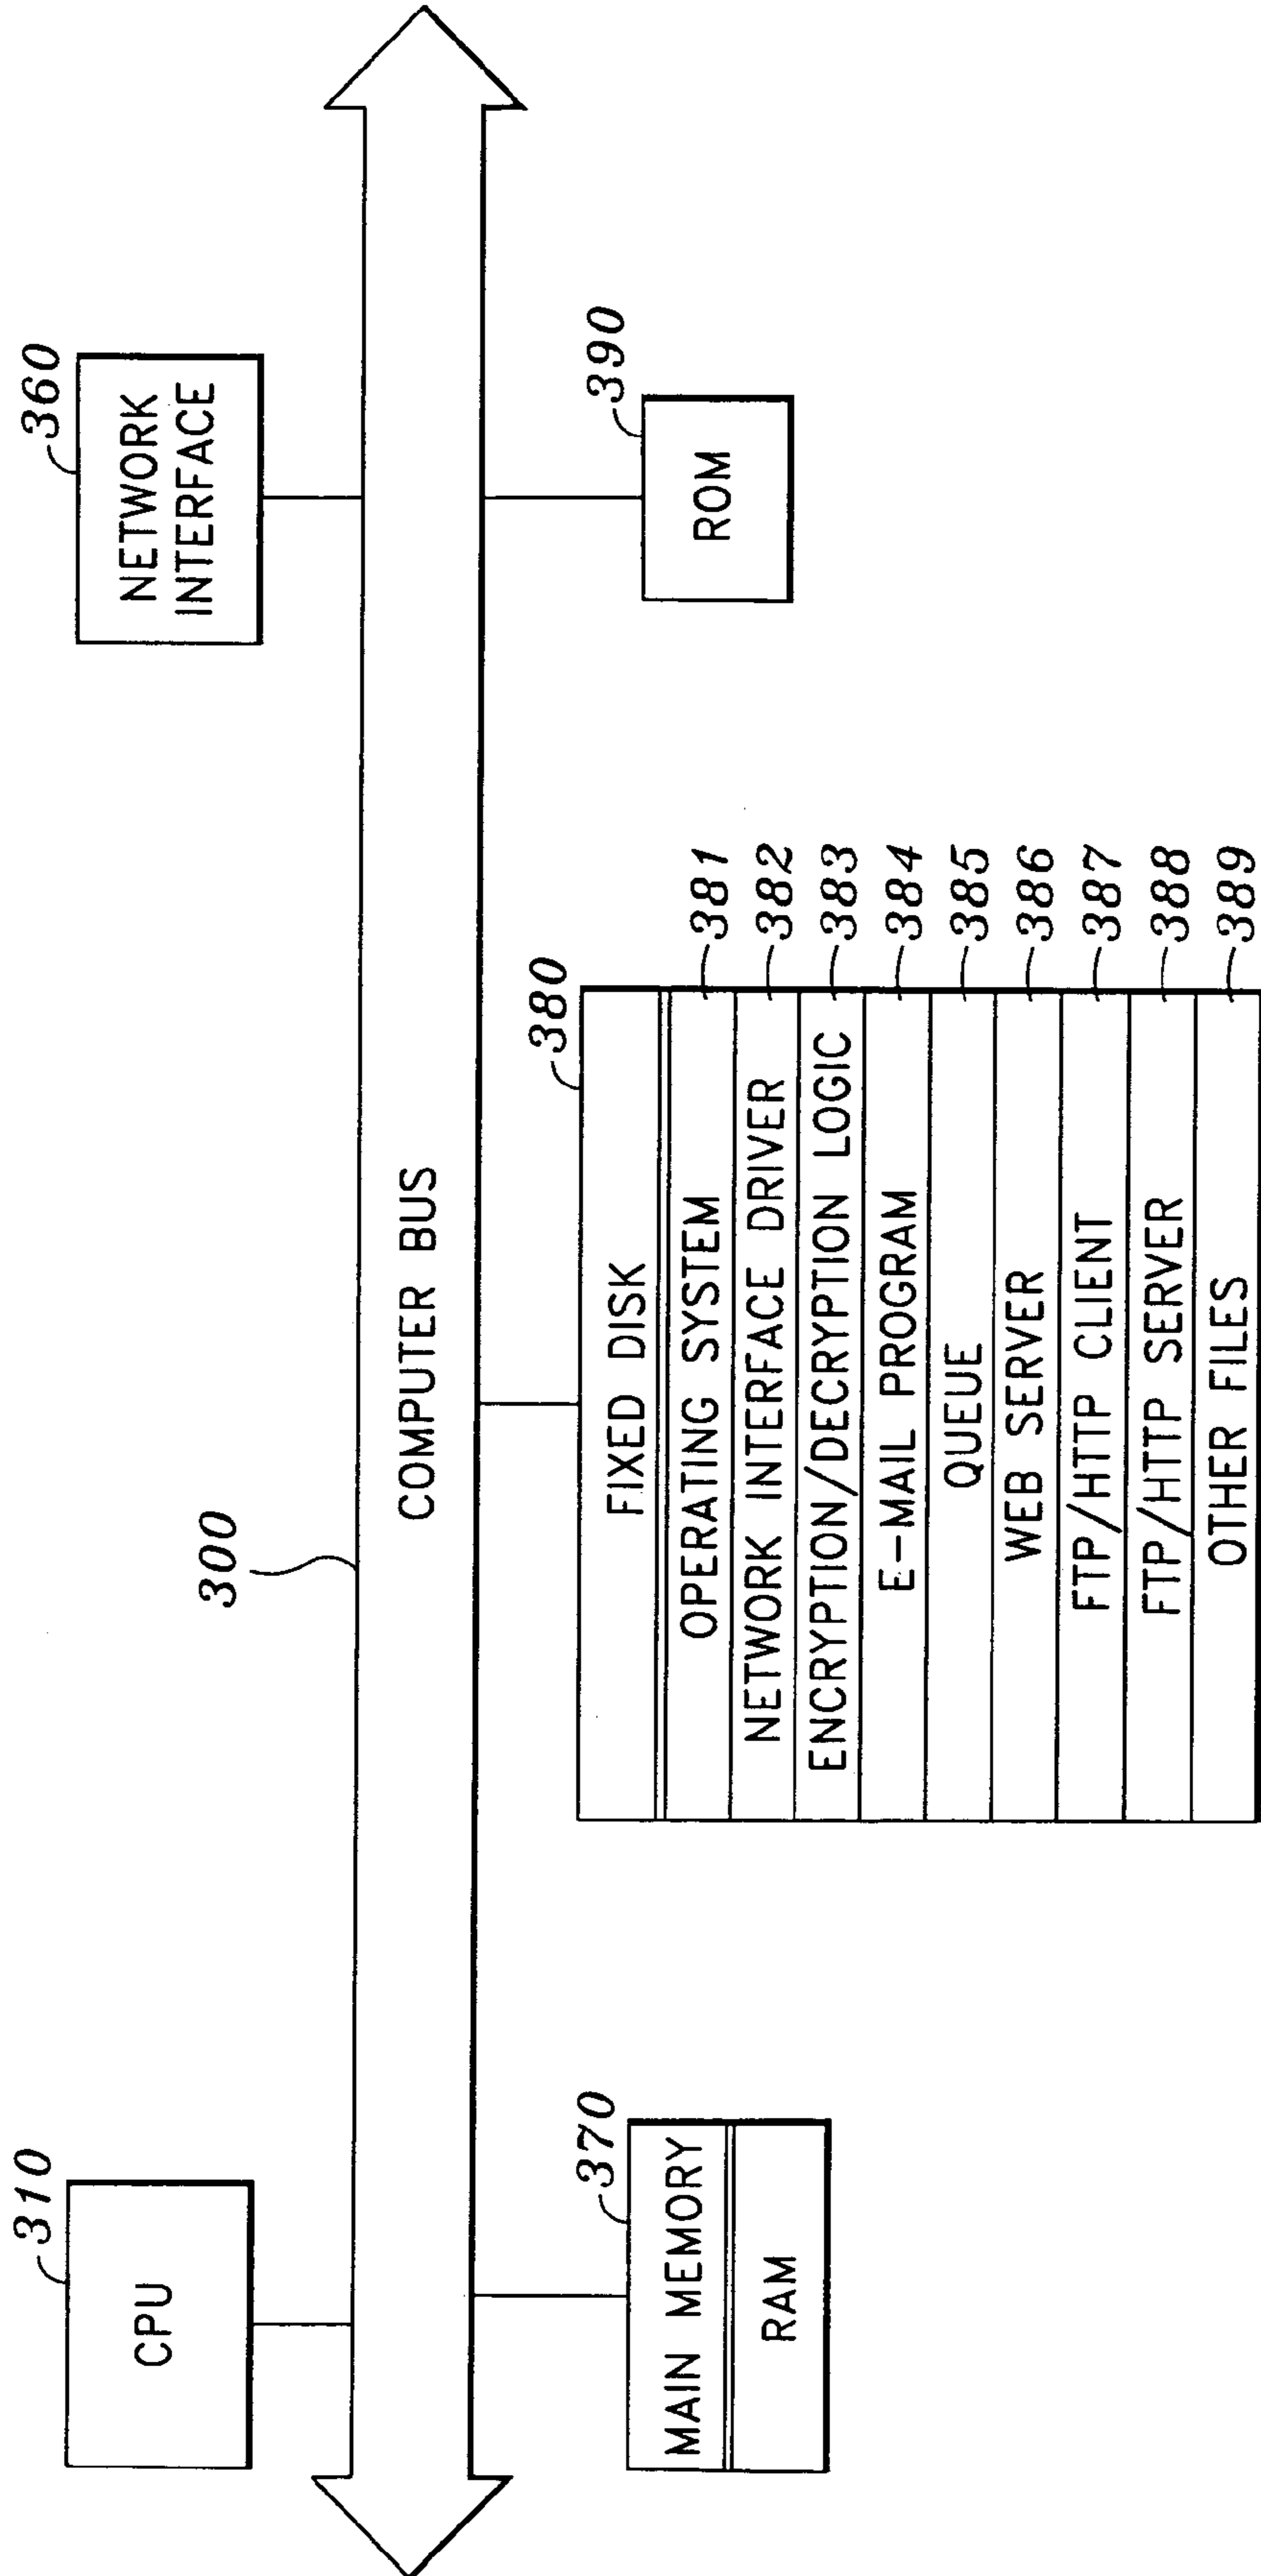 310
CPU
360
NETWORK
INTERFACE
300
COMPUTER BUS
370
MAIN MEMORY
RAM
380
FIXED DISK
OPERATING SYSTEM 381
NETWORK INTERFACE DRIVER 382
ENCRYPTION/DECRYPTION LOGIC 383
E-MAIL PROGRAM 384
QUEUE 385
WEB SERVER 386
FTP/HTTP CLIENT 387
FTP/HTTP SERVER 388
OTHER FILES 389
390
ROM